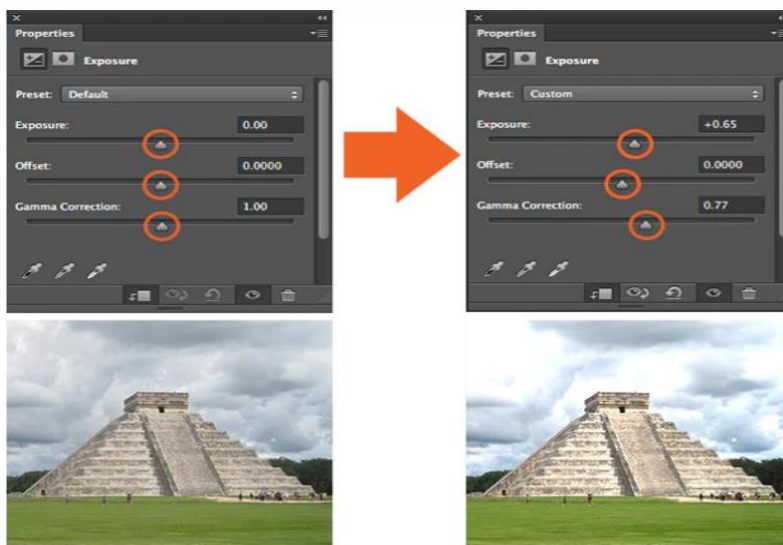 Properties
Exposure
Preset: Default
Exposure: 0.00
Offset: 0.0000
Gamma Correction: 1.00
Properties
Exposure
Preset: Custom
Exposure: +0.65
Offset: 0.0000
Gamma Correction: 0.77